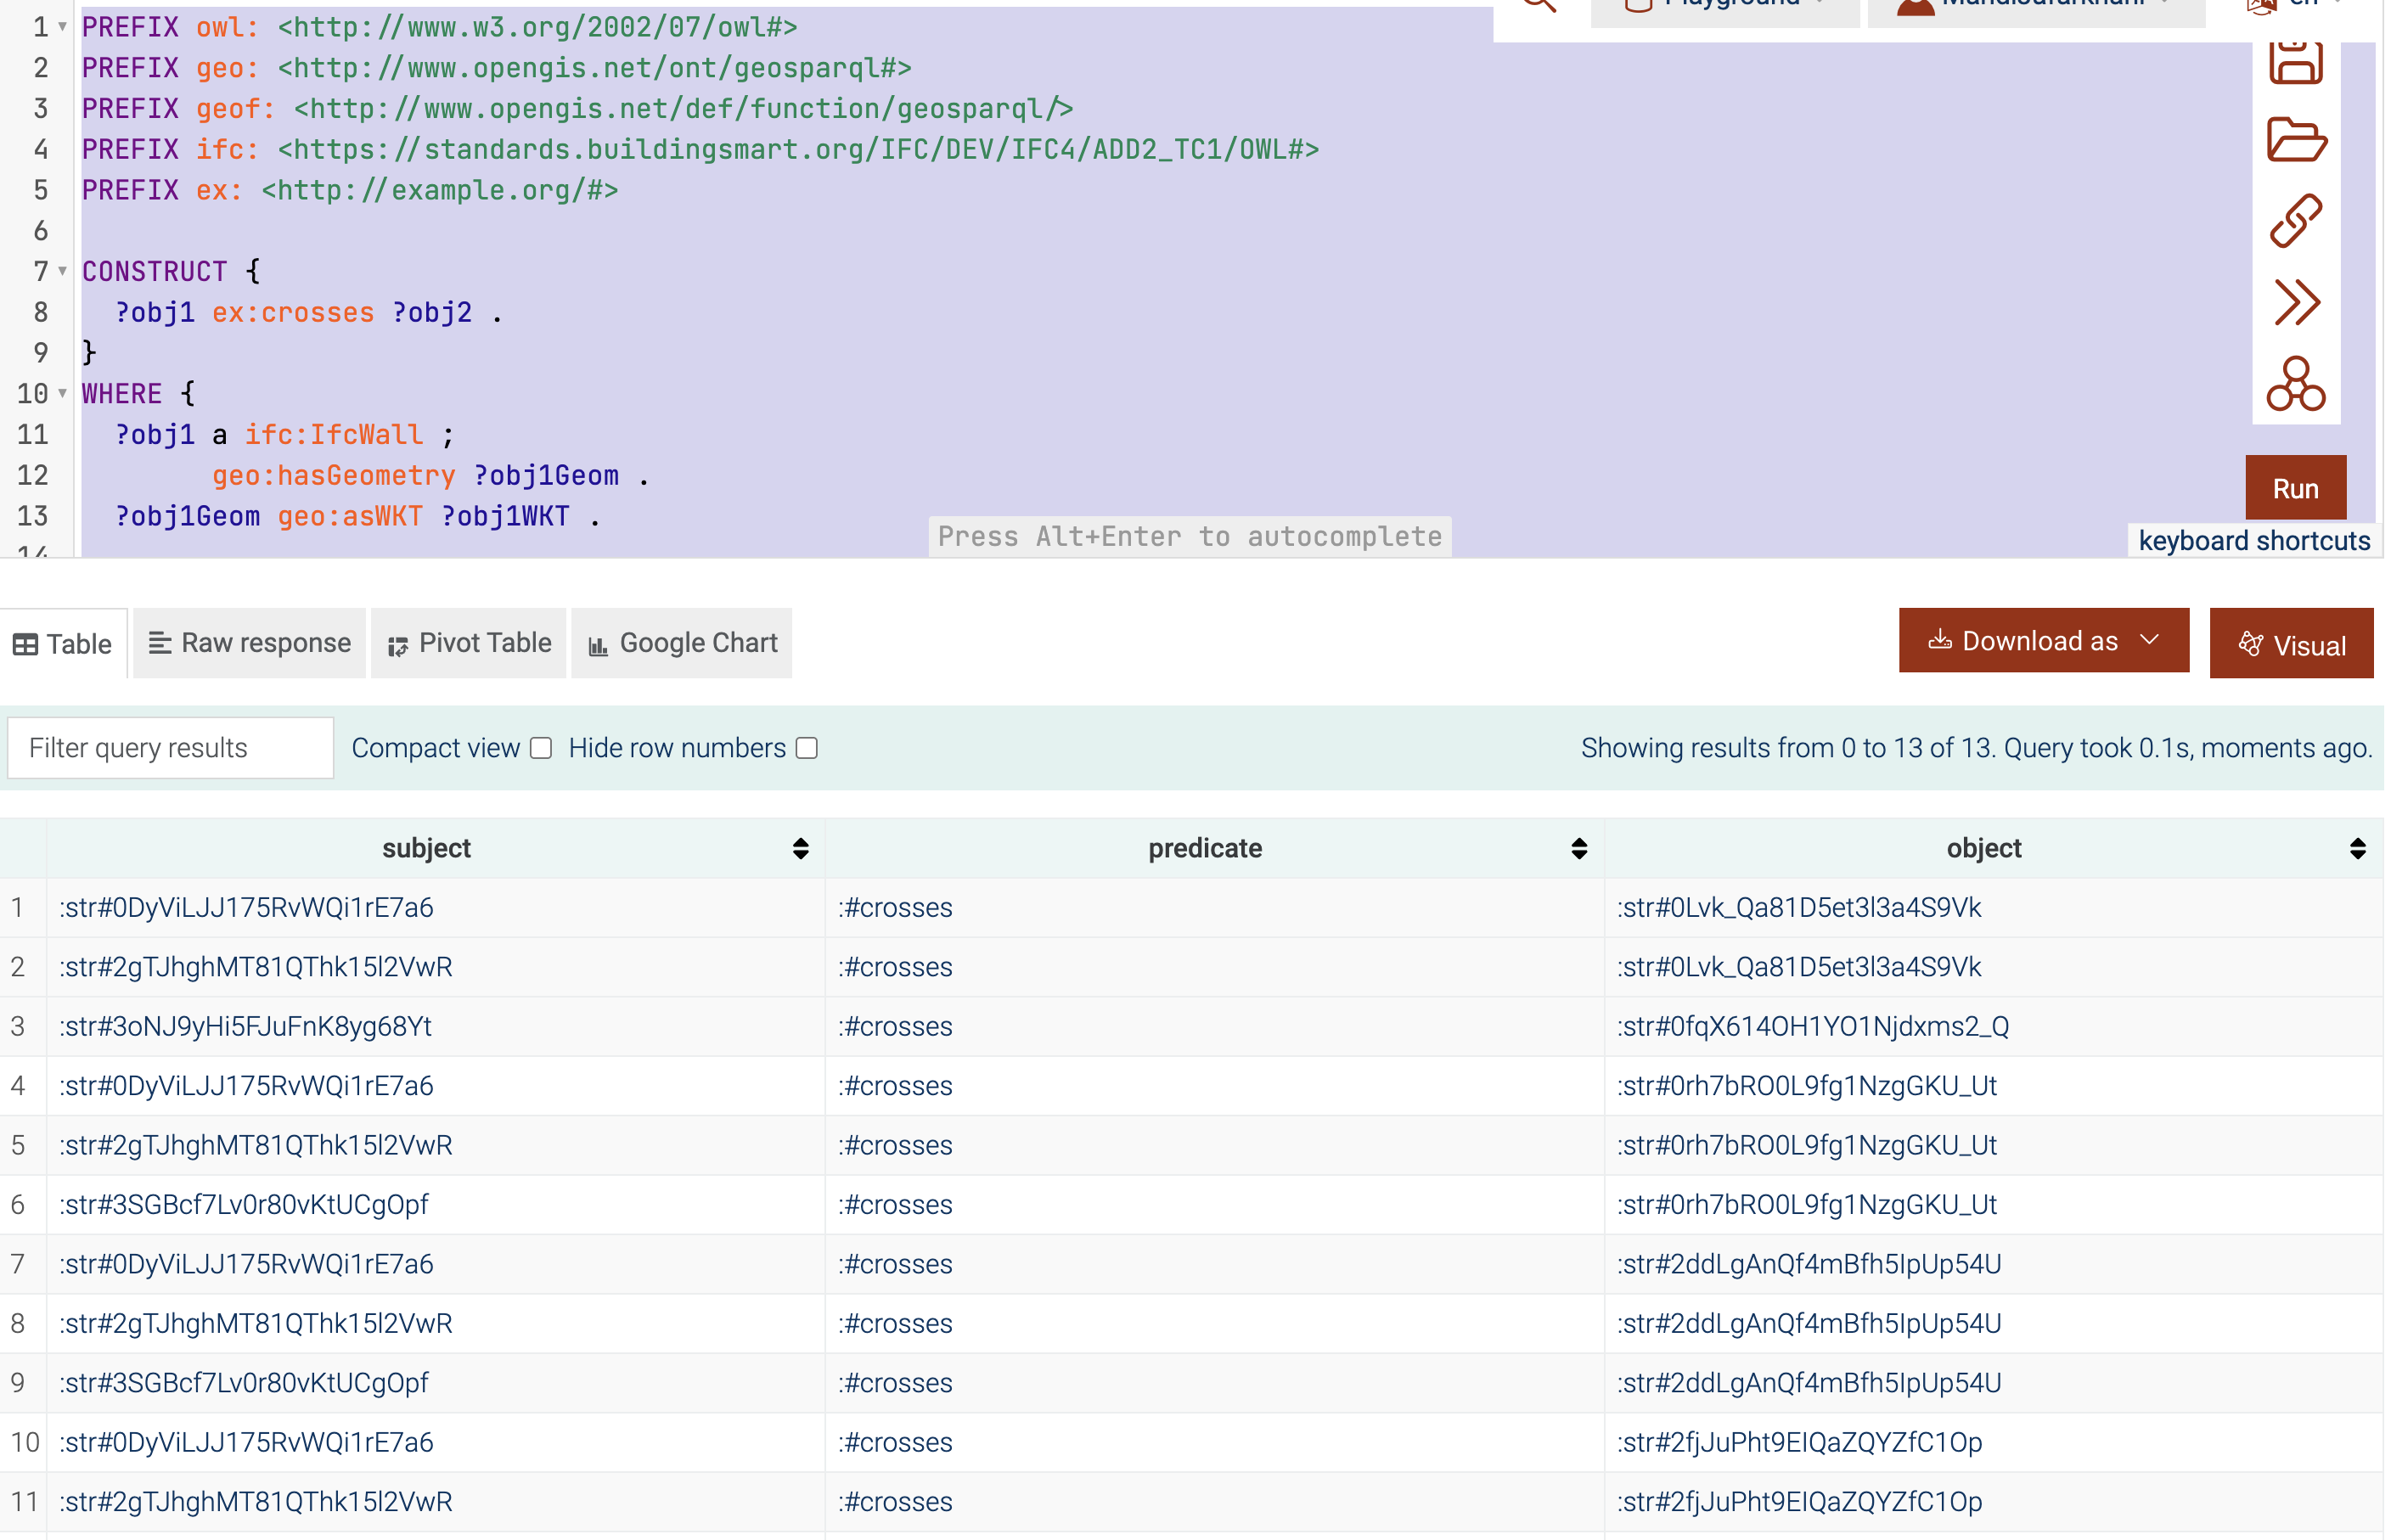 Playground
en
1 PREFIX owl: <http://www.w3.org/2002/07/owl#>
2 PREFIX geo: <http://www.opengis.net/ont/geosparql#>
3 PREFIX geof: <http://www.opengis.net/def/function/geosparql/>
4 PREFIX ifc: <https://standards.buildingsmart.org/IFC/DEV/IFC4/ADD2_TC1/OWL#>
5 PREFIX ex: <http://example.org/#>
6
7 CONSTRUCT {
8 ?obj1 ex:crosses ?obj2 .
9 }
10 WHERE {
11 ?obj1 a ifc:IfcWall ;
12 geo:hasGeometry ?obj1Geom .
13 ?obj1Geom geo:asWKT ?obj1WKT .
14
Run
Press Alt+Enter to autocomplete
keyboard shortcuts
Table Raw response Pivot Table Google Chart Download as Visual
Filter query results Compact view Hide row numbers Showing results from 0 to 13 of 13. Query took 0.1s, moments ago.
subject predicate object
1 :str#0DyViLJJ175RvWQi1rE7a6 :#crosses :str#0Lvk_Qa81D5et3l3a4S9Vk
2 :str#2gTJhghMT81QThk15l2VwR :#crosses :str#0Lvk_Qa81D5et3l3a4S9Vk
3 :str#3oNJ9yHi5FJuFnK8yg68Yt :#crosses :str#0fqX614OH1YO1Njdxms2_Q
4 :str#0DyViLJJ175RvWQi1rE7a6 :#crosses :str#0rh7bRO0L9fg1NzgGKU_Ut
5 :str#2gTJhghMT81QThk15l2VwR :#crosses :str#0rh7bRO0L9fg1NzgGKU_Ut
6 :str#3SGBcf7Lv0r80vKtUCgOpf :#crosses :str#0rh7bRO0L9fg1NzgGKU_Ut
7 :str#0DyViLJJ175RvWQi1rE7a6 :#crosses :str#2ddLgAnQf4mBfh5IpUp54U
8 :str#2gTJhghMT81QThk15l2VwR :#crosses :str#2ddLgAnQf4mBfh5IpUp54U
9 :str#3SGBcf7Lv0r80vKtUCgOpf :#crosses :str#2ddLgAnQf4mBfh5IpUp54U
10 :str#0DyViLJJ175RvWQi1rE7a6 :#crosses :str#2fjJuPht9EIQaZQYZfC1Op
11 :str#2gTJhghMT81QThk15l2VwR :#crosses :str#2fjJuPht9EIQaZQYZfC1Op